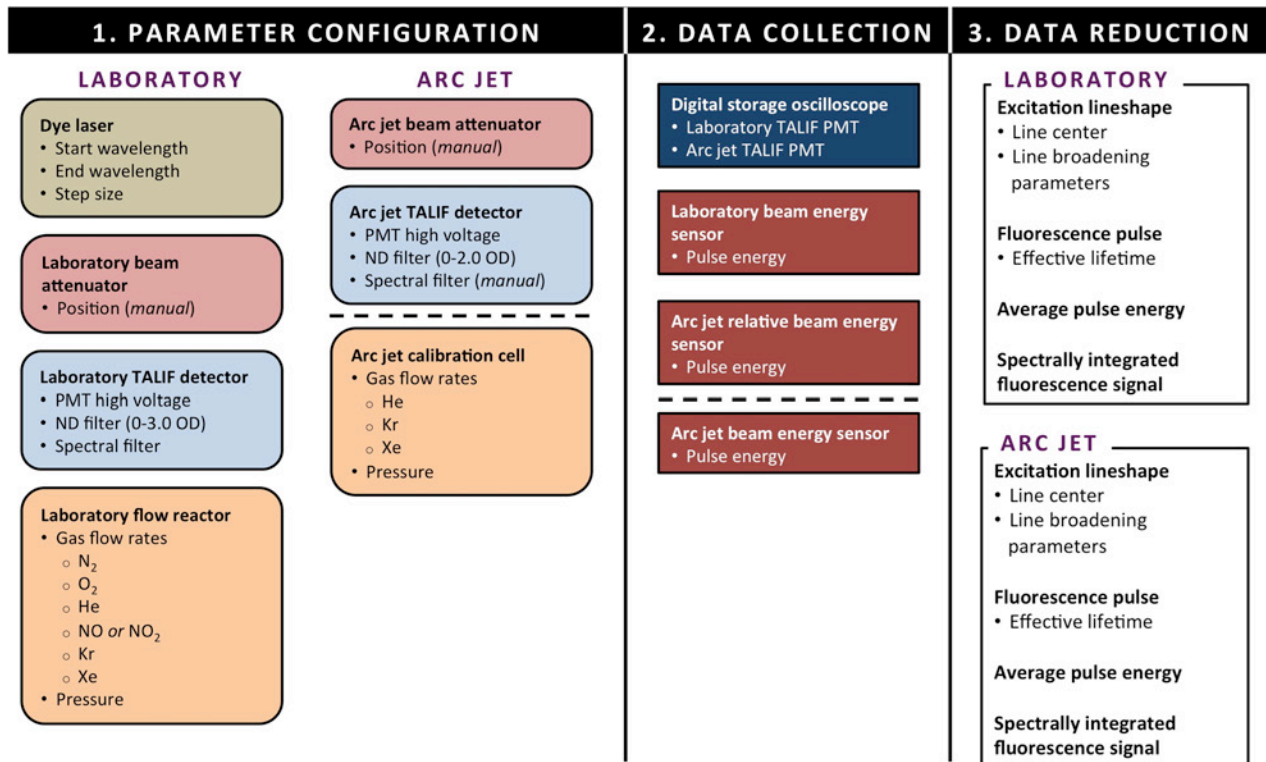 1. PARAMETER CONFIGURATION
LABORATORY
Dye laser
• Start wavelength
• End wavelength
• Step size
Laboratory beam
attenuator
• Position (manual)
Laboratory TALIF detector
• PMT high voltage
• ND filter (0-3.0 OD)
• Spectral filter
Laboratory flow reactor
• Gas flow rates
○ N₂
○ O₂
○ He
○ NO or NO₂
○ Kr
○ Xe
• Pressure
ARC JET
Arc jet beam attenuator
• Position (manual)
Arc jet TALIF detector
• PMT high voltage
• ND filter (0-2.0 OD)
• Spectral filter (manual)
Arc jet calibration cell
• Gas flow rates
○ He
○ Kr
○ Xe
• Pressure
2. DATA COLLECTION
Digital storage oscilloscope
• Laboratory TALIF PMT
• Arc jet TALIF PMT
Laboratory beam energy
sensor
• Pulse energy
Arc jet relative beam energy
sensor
• Pulse energy
Arc jet beam energy sensor
• Pulse energy
3. DATA REDUCTION
LABORATORY
Excitation lineshape
• Line center
• Line broadening
parameters
Fluorescence pulse
• Effective lifetime
Average pulse energy
Spectrally integrated
fluorescence signal
ARC JET
Excitation lineshape
• Line center
• Line broadening
parameters
Fluorescence pulse
• Effective lifetime
Average pulse energy
Spectrally integrated
fluorescence signal